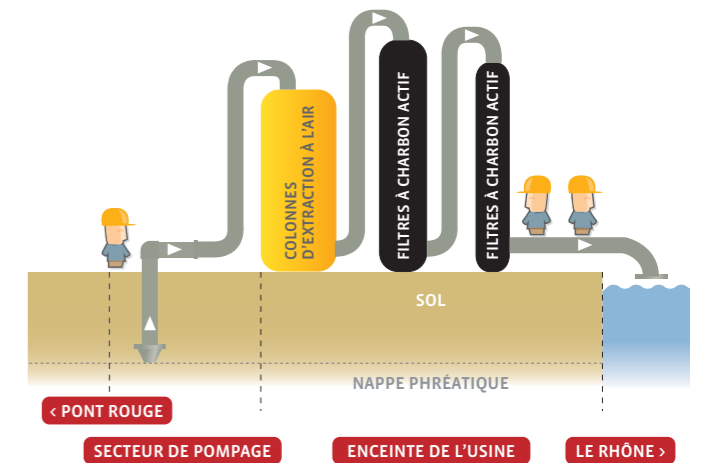 COLONNES
D'EXTRACTION À L'AIR
FILTRES À CHARBON ACTIF
FILTRES À CHARBON ACTIF
SOL
NAPPE PHRÉATIQUE
< PONT ROUGE
SECTEUR DE POMPAGE
ENCEINTE DE L'USINE
LE RHÔNE >